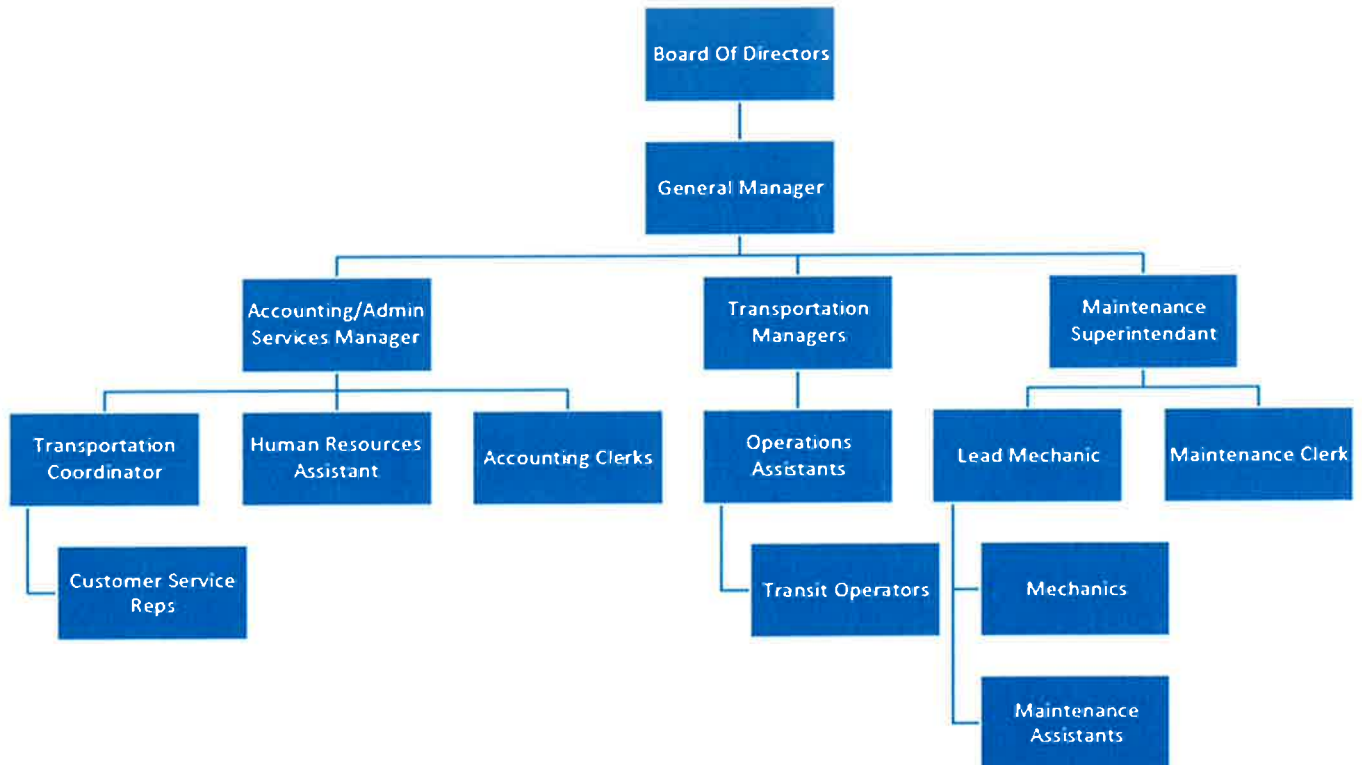 Board Of Directors
General Manager
Accounting/Admin
Services Manager
Transportation
Managers
Maintenance
Superintendant
Transportation
Coordinator
Human Resources
Assistant
Accounting Clerks
Operations
Assistants
Lead Mechanic
Maintenance Clerk
Customer Service
Reps
Transit Operators
Mechanics
Maintenance
Assistants